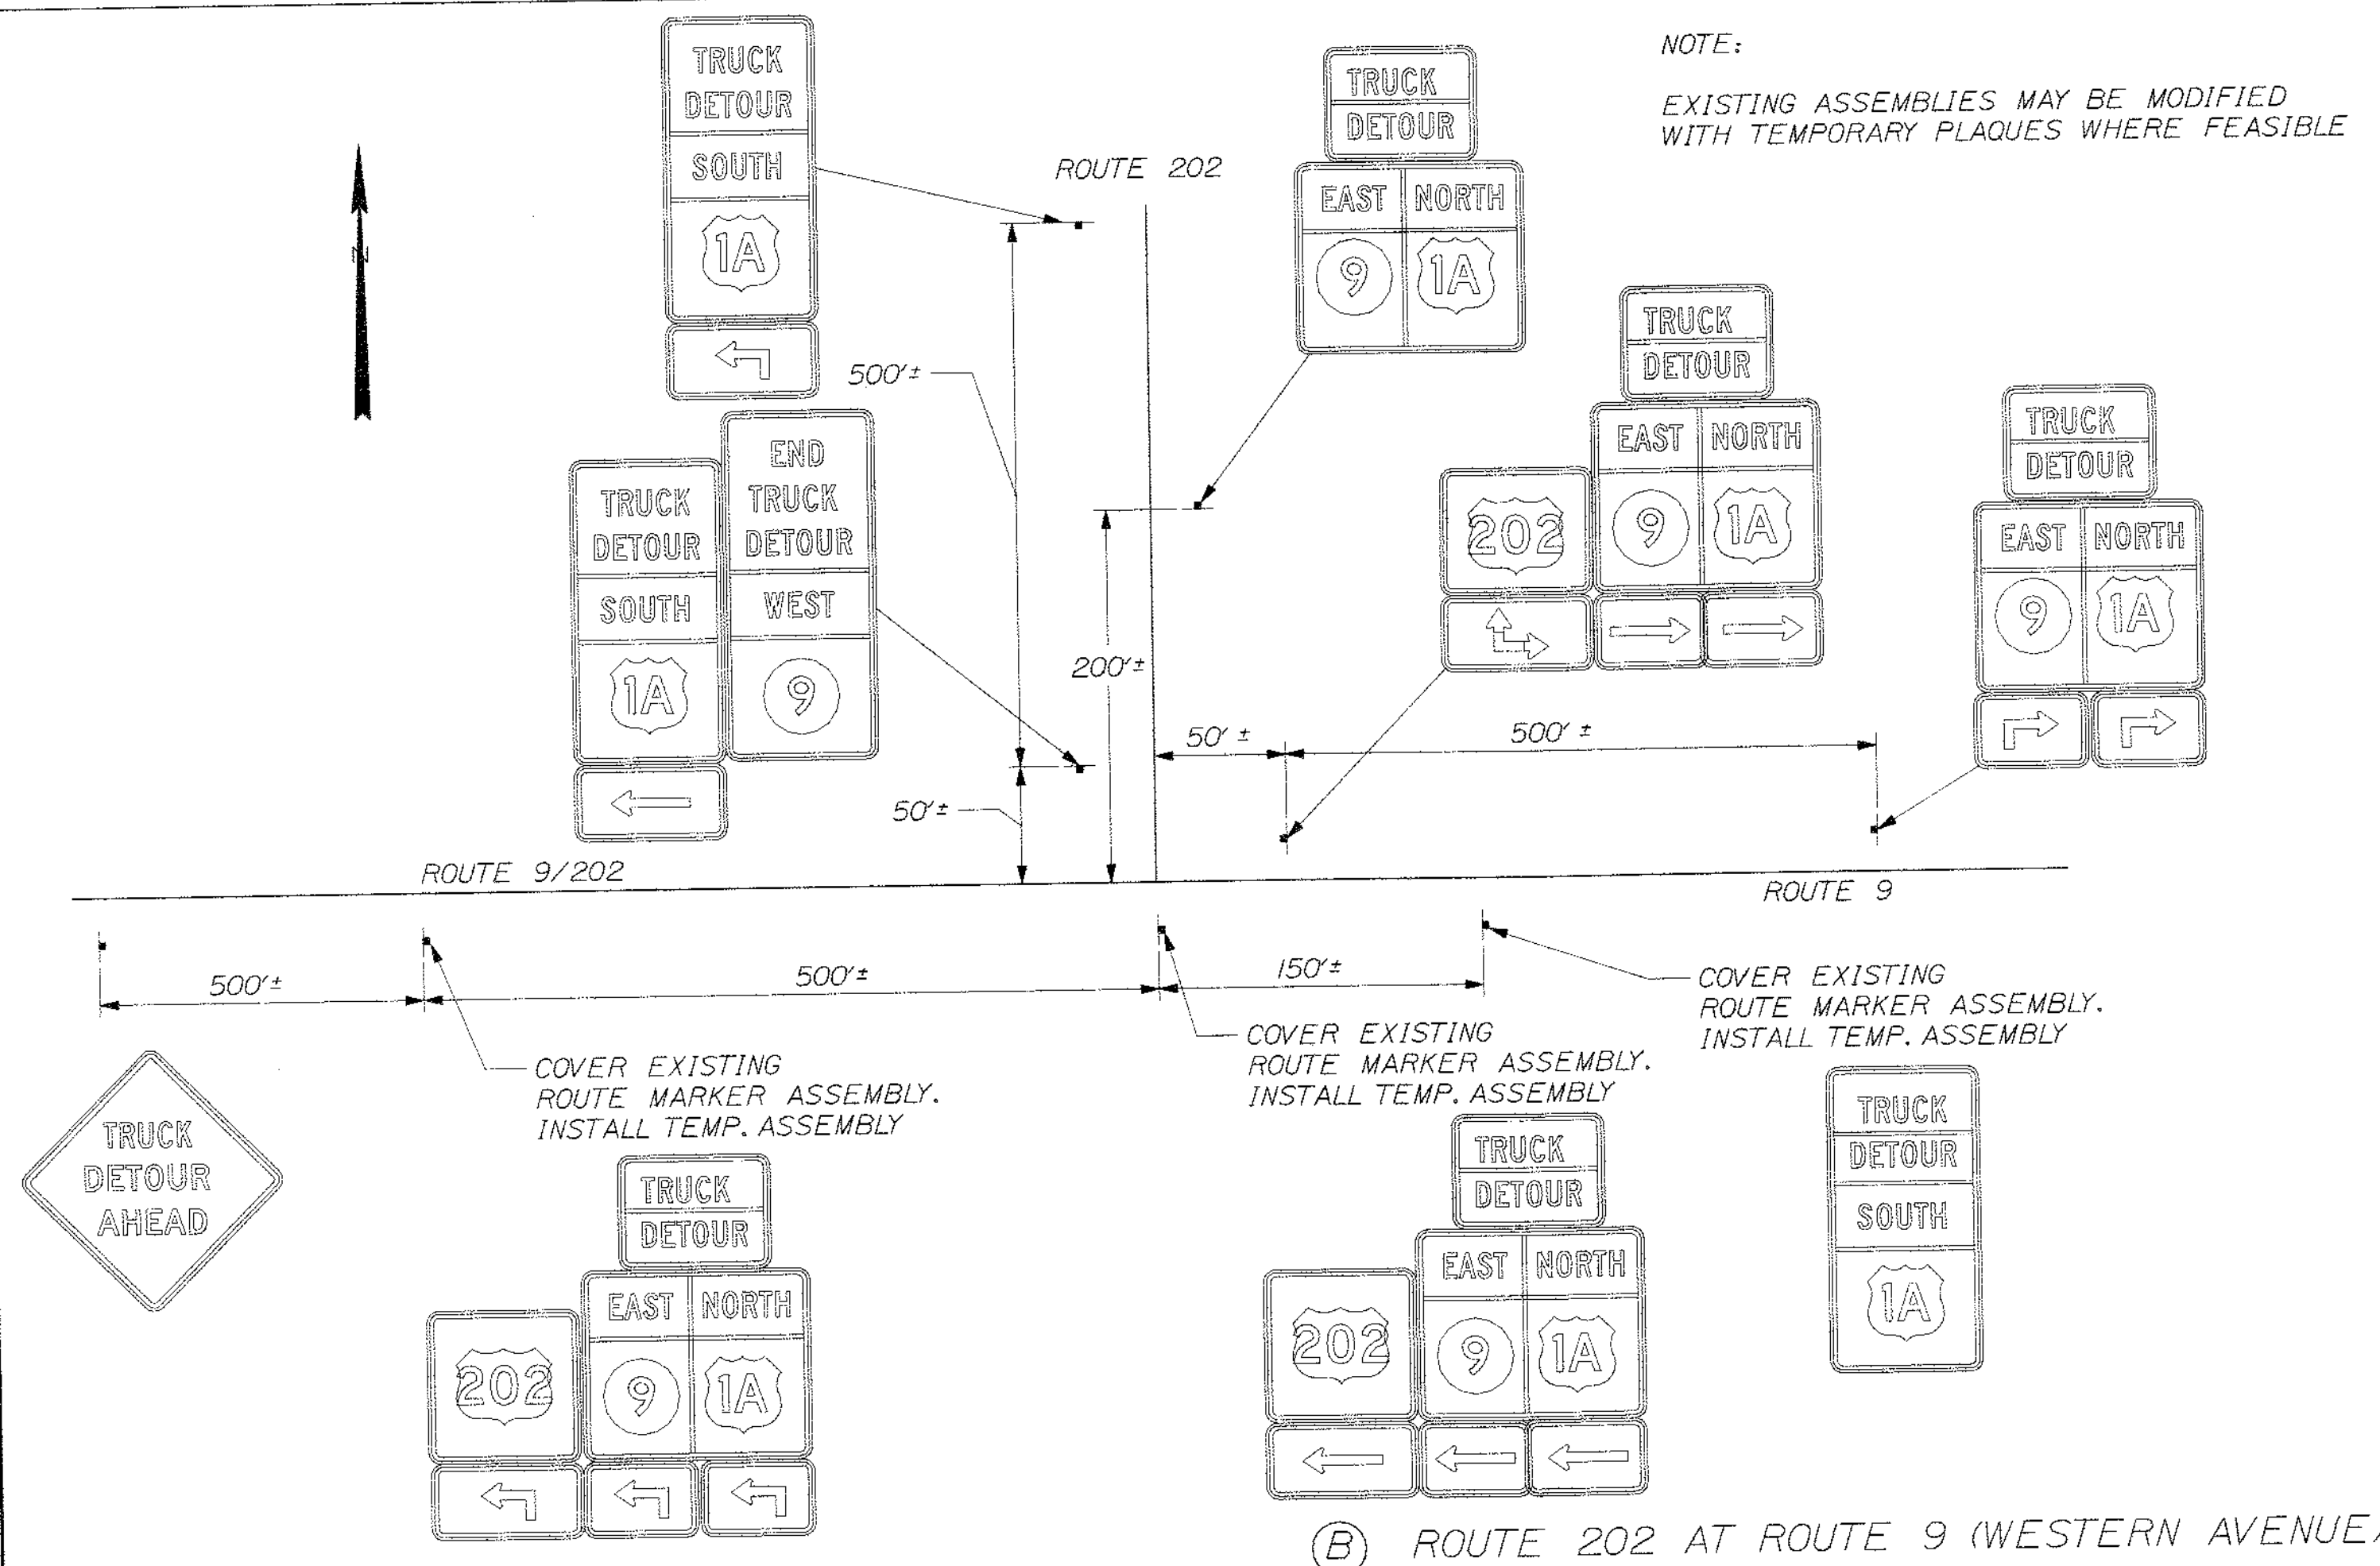 TRUCK
DETOUR
SOUTH
1A
NOTE:
EXISTING ASSEMBLIES MAY BE MODIFIED
WITH TEMPORARY PLAQUES WHERE FEASIBLE
TRUCK
DETOUR
EAST NORTH
9 1A
ROUTE 202
N
500'±
TRUCK
DETOUR
EAST NORTH
202 9 1A
TRUCK
DETOUR
EAST NORTH
9 1A
TRUCK
DETOUR
SOUTH
1A
END
TRUCK
DETOUR
WEST
9
200'±
50' ±
500' ±
50'±
ROUTE 9/202
ROUTE 9
500'±
500'±
150'±
COVER EXISTING
ROUTE MARKER ASSEMBLY.
INSTALL TEMP. ASSEMBLY
COVER EXISTING
ROUTE MARKER ASSEMBLY.
INSTALL TEMP. ASSEMBLY
COVER EXISTING
ROUTE MARKER ASSEMBLY.
INSTALL TEMP. ASSEMBLY
TRUCK
DETOUR
AHEAD
TRUCK
DETOUR
EAST NORTH
202 9 1A
TRUCK
DETOUR
EAST NORTH
202 9 1A
TRUCK
DETOUR
SOUTH
1A
B ROUTE 202 AT ROUTE 9 (WESTERN AVENUE)